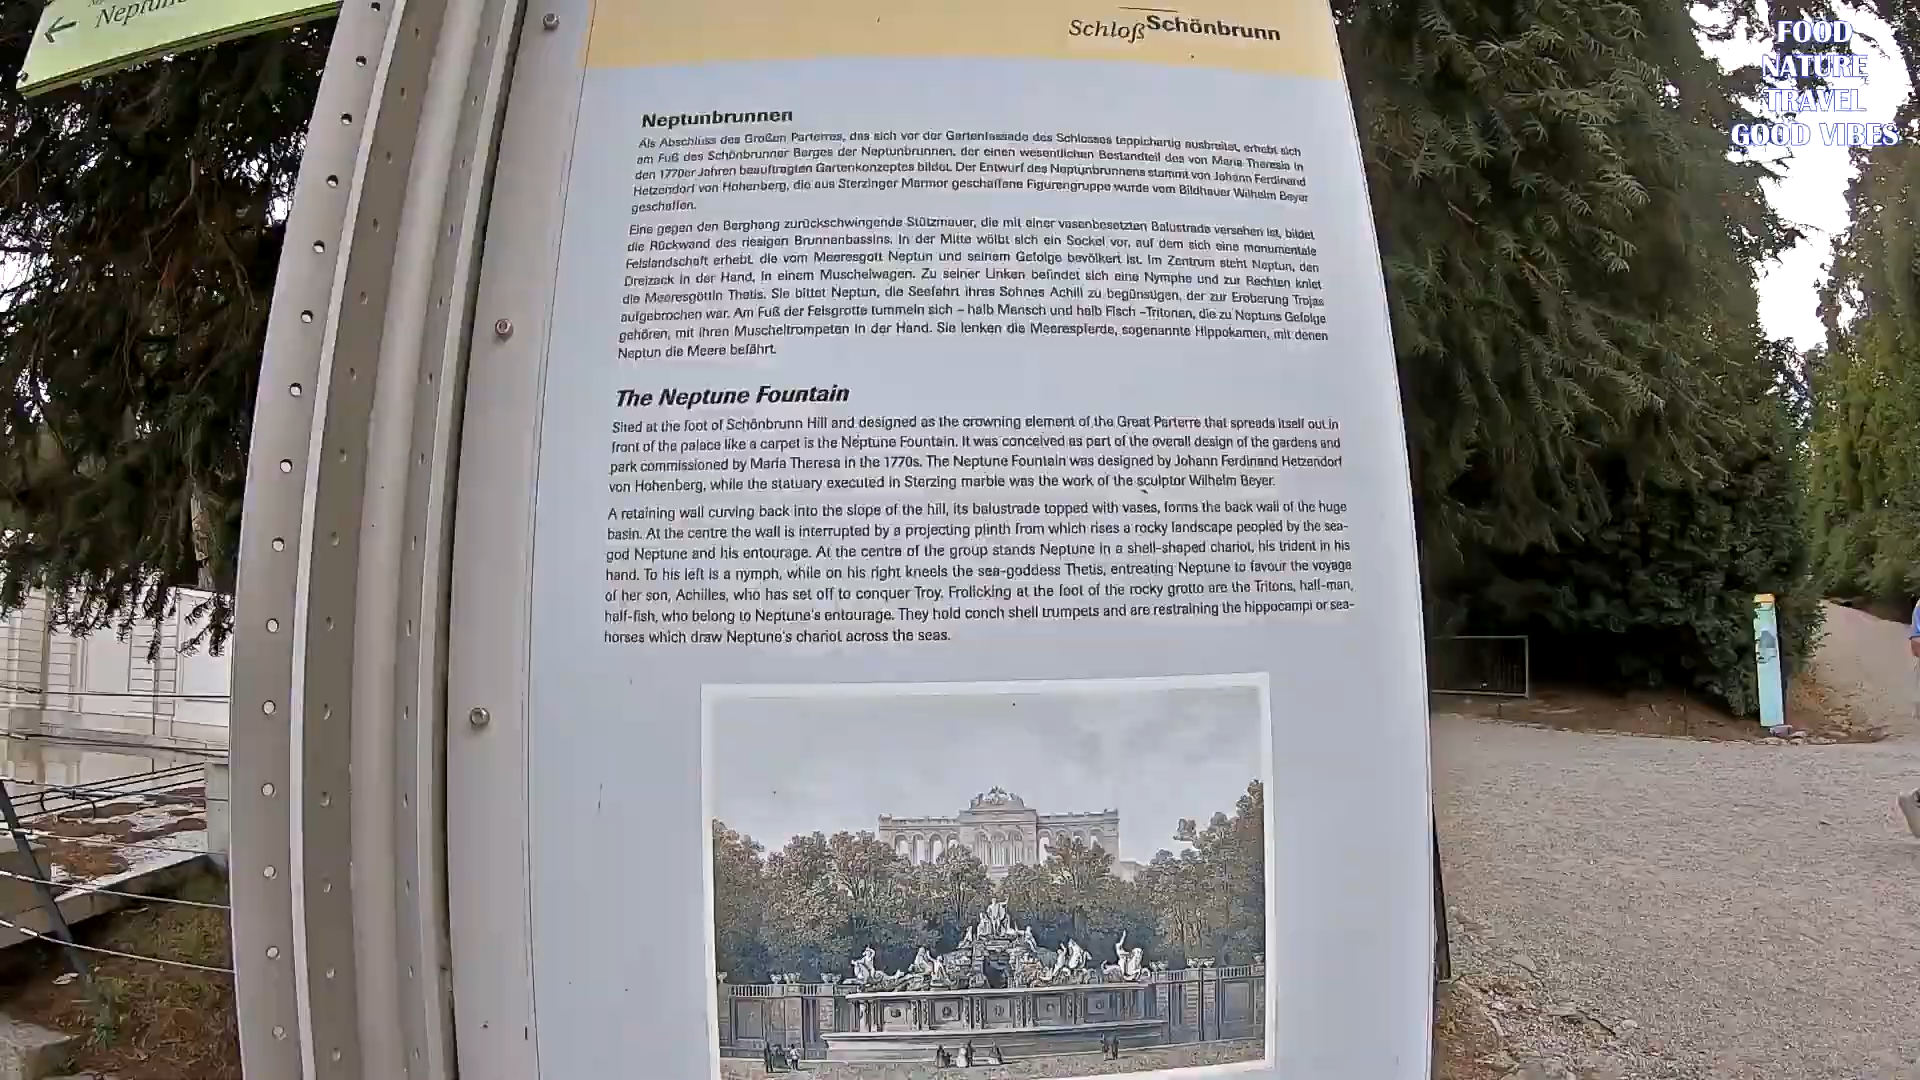 Neptun
Schloß Schönbrunn
FOOD
NATURE
TRAVEL
GOOD VIBES
Neptunbrunnen
Als Abschluss des Großen Parterres, das sich vor der Gartenfassade des Schlosses teppichartig ausbreitet, erhebt sich
am Fuß des Schönbrunner Berges der Neptunbrunnen, der einen wesentlichen Bestandteil des von Maria Theresia in
den 1770er Jahren beauftragten Gartenkonzeptes bildet. Der Entwurf des Neptunbrunnens stammt von Johann Ferdinand
Hetzendorf von Hohenberg, die aus Sterzinger Marmor geschaffene Figurengruppe wurde vom Bildhauer Wilhelm Beyer
geschaffen.
Eine gegen den Berghang zurückschwingende Stützmauer, die mit einer vasenbesetzten Balustrade versehen ist, bildet
die Rückwand des riesigen Brunnenbassins. In der Mitte wölbt sich ein Sockel vor, auf dem sich eine monumentale
Felslandschaft erhebt, die vom Meeresgott Neptun und seinem Gefolge bevölkert ist. Im Zentrum steht Neptun, den
Dreizack in der Hand, in einem Muschelwagen. Zu seiner Linken befindet sich eine Nymphe und zur Rechten kniet
die Meeresgöttin Thetis. Sie bittet Neptun, die Seefahrt ihres Sohnes Achill zu begünstigen, der zur Eroberung Trojas
aufgebrochen war. Am Fuß der Felsgrotte tummeln sich – halb Mensch und halb Fisch –Tritonen, die zu Neptuns Gefolge
gehören, mit ihren Muscheltrompeten in der Hand. Sie lenken die Meerespferde, sogenannte Hippokamen, mit denen
Neptun die Meere befährt.
The Neptune Fountain
Sited at the foot of Schönbrunn Hill and designed as the crowning element of the Great Parterre that spreads itself out in
front of the palace like a carpet is the Neptune Fountain. It was conceived as part of the overall design of the gardens and
park commissioned by Maria Theresa in the 1770s. The Neptune Fountain was designed by Johann Ferdinand Hetzendorf
von Hohenberg, while the statuary executed in Sterzing marble was the work of the sculptor Wilhelm Beyer.
A retaining wall curving back into the slope of the hill, its balustrade topped with vases, forms the back wall of the huge
basin. At the centre the wall is interrupted by a projecting plinth from which rises a rocky landscape peopled by the sea-
god Neptune and his entourage. At the centre of the group stands Neptune in a shell-shaped chariot, his trident in his
hand. To his left is a nymph, while on his right kneels the sea-goddess Thetis, entreating Neptune to favour the voyage
of her son, Achilles, who has set off to conquer Troy. Frolicking at the foot of the rocky grotto are the Tritons, half-man,
half-fish, who belong to Neptune's entourage. They hold conch shell trumpets and are restraining the hippocampi or sea-
horses which draw Neptune's chariot across the seas.